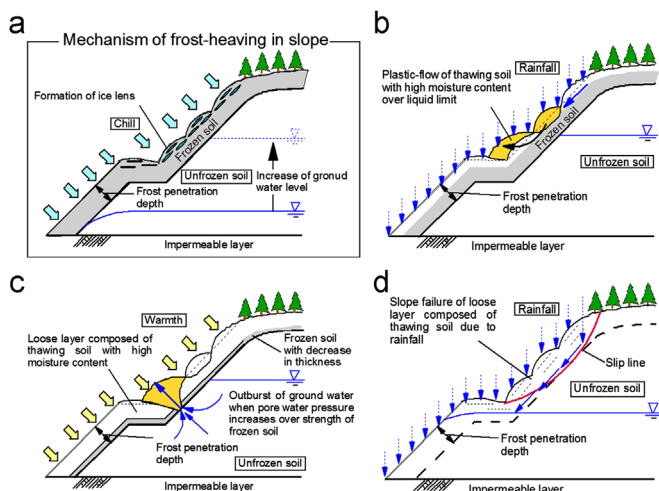 a
Mechanism of frost-heaving in slope
Formation of ice lens
Chill
Frozen soil
Unfrozen soil
Increase of gronud
water level
Frost penetration
depth
Impermeable layer
b
Rainfall
Plastic-flow of thawing soil
with high moisture content
over liquid limit
Frozen soil
Unfrozen soil
Frost penetration
depth
Impermeable layer
c
Warmth
Loose layer composed of
thawing soil with high
moisture content
Frozen soil
with decrease
in thickness
Outburst of ground water
when pore water pressure
increases over strength of
frozen soil
Frost penetration
depth
Unfrozen soil
Impermeable layer
d
Slope failure of loose
layer composed of
thawing soil due to
rainfall
Rainfall
Slip line
Unfrozen soil
Frost penetration
depth
Impermeable layer